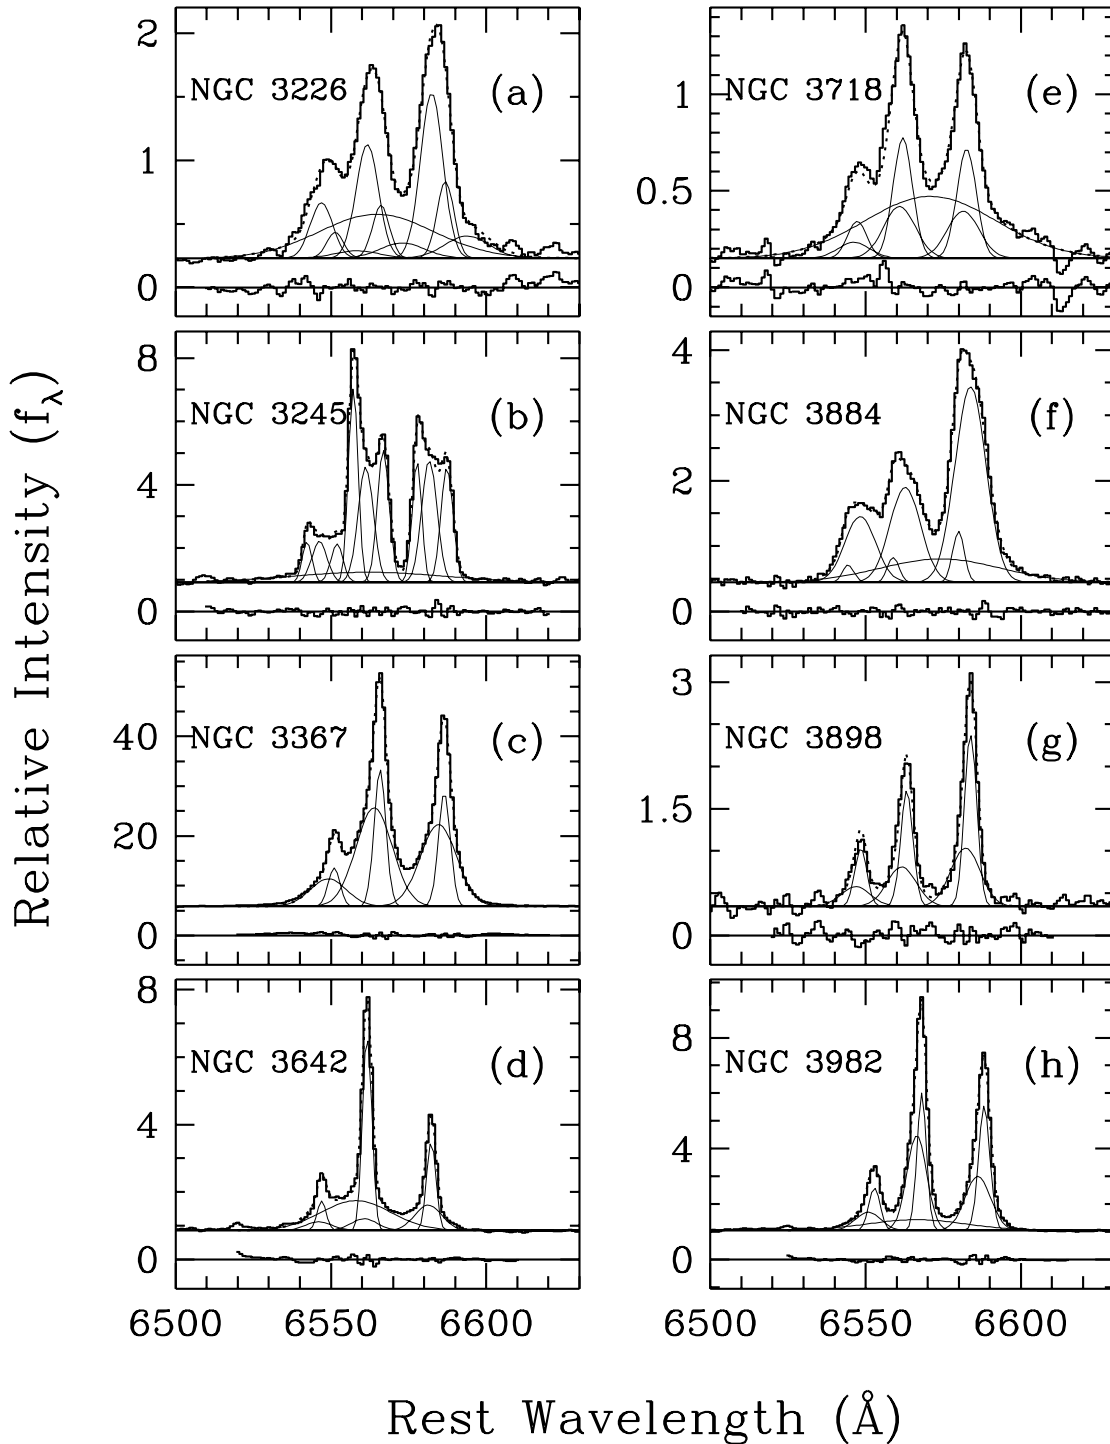 Relative Intensity (fλ)
2
1
0
NGC 3226
(a)
8
4
0
NGC 3245
(b)
40
20
0
NGC 3367
(c)
8
4
0
NGC 3642
(d)
6500 6550 6600
1
0.5
0
NGC 3718
(e)
4
2
0
NGC 3884
(f)
3
1.5
0
NGC 3898
(g)
8
4
0
NGC 3982
(h)
6500 6550 6600
Rest Wavelength (Å)